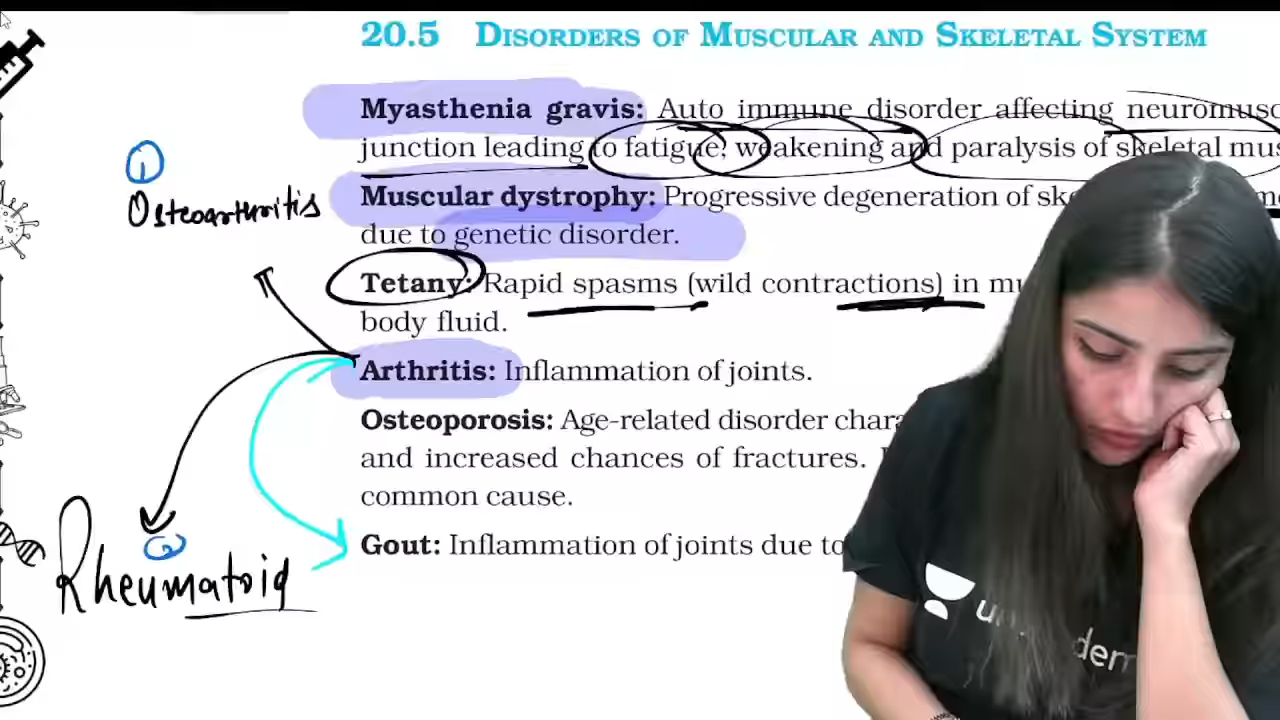 20.5 DISORDERS OF MUSCULAR AND SKELETAL SYSTEM
Myasthenia gravis: Auto immune disorder affecting neuromusc
junction leading to fatigue, weakening and paralysis of skeletal mus
①
Osteoarthritis
Muscular dystrophy: Progressive degeneration of sk
due to genetic disorder.
Tetany: Rapid spasms (wild contractions) in mu
body fluid.
Arthritis: Inflammation of joints.
Osteoporosis: Age-related disorder chara
and increased chances of fractures.
common cause.
Gout: Inflammation of joints due to
②
Rheumatoid
un dem